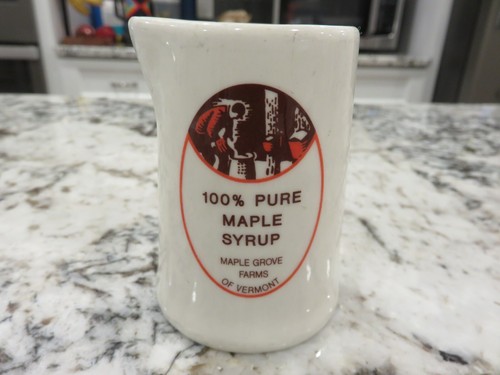 100% PURE
MAPLE
SYRUP
MAPLE GROVE
FARMS
OF VERMONT